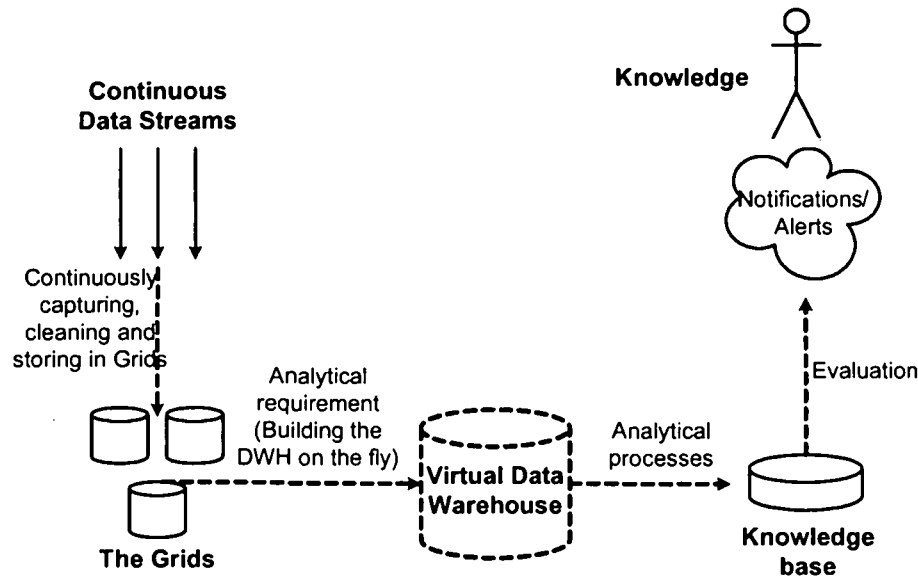 Continuous
Data Streams
Continuously
capturing,
cleaning and
storing in Grids
The Grids
Analytical
requirement
(Building the
DWH on the fly)
Virtual Data
Warehouse
Analytical
processes
Knowledge
base
Evaluation
Notifications/
Alerts
Knowledge